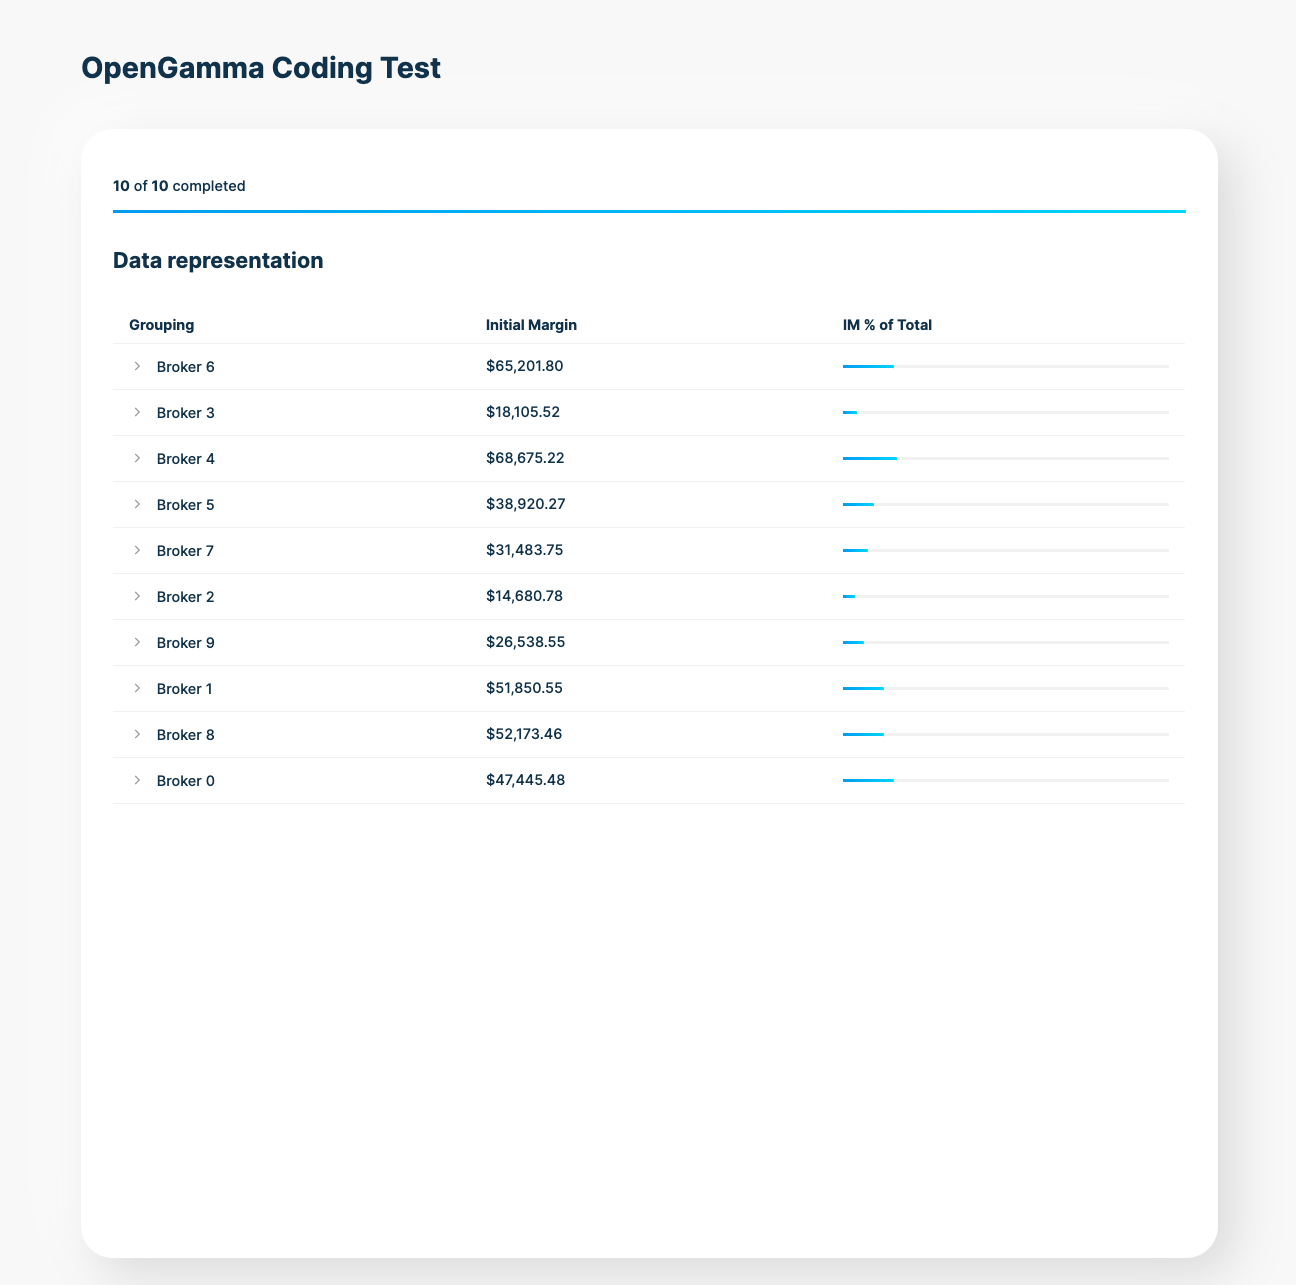 OpenGamma Coding Test
10 of 10 completed
Data representation
Grouping Initial Margin IM % of Total
Broker 6 $65,201.80
Broker 3 $18,105.52
Broker 4 $68,675.22
Broker 5 $38,920.27
Broker 7 $31,483.75
Broker 2 $14,680.78
Broker 9 $26,538.55
Broker 1 $51,850.55
Broker 8 $52,173.46
Broker 0 $47,445.48